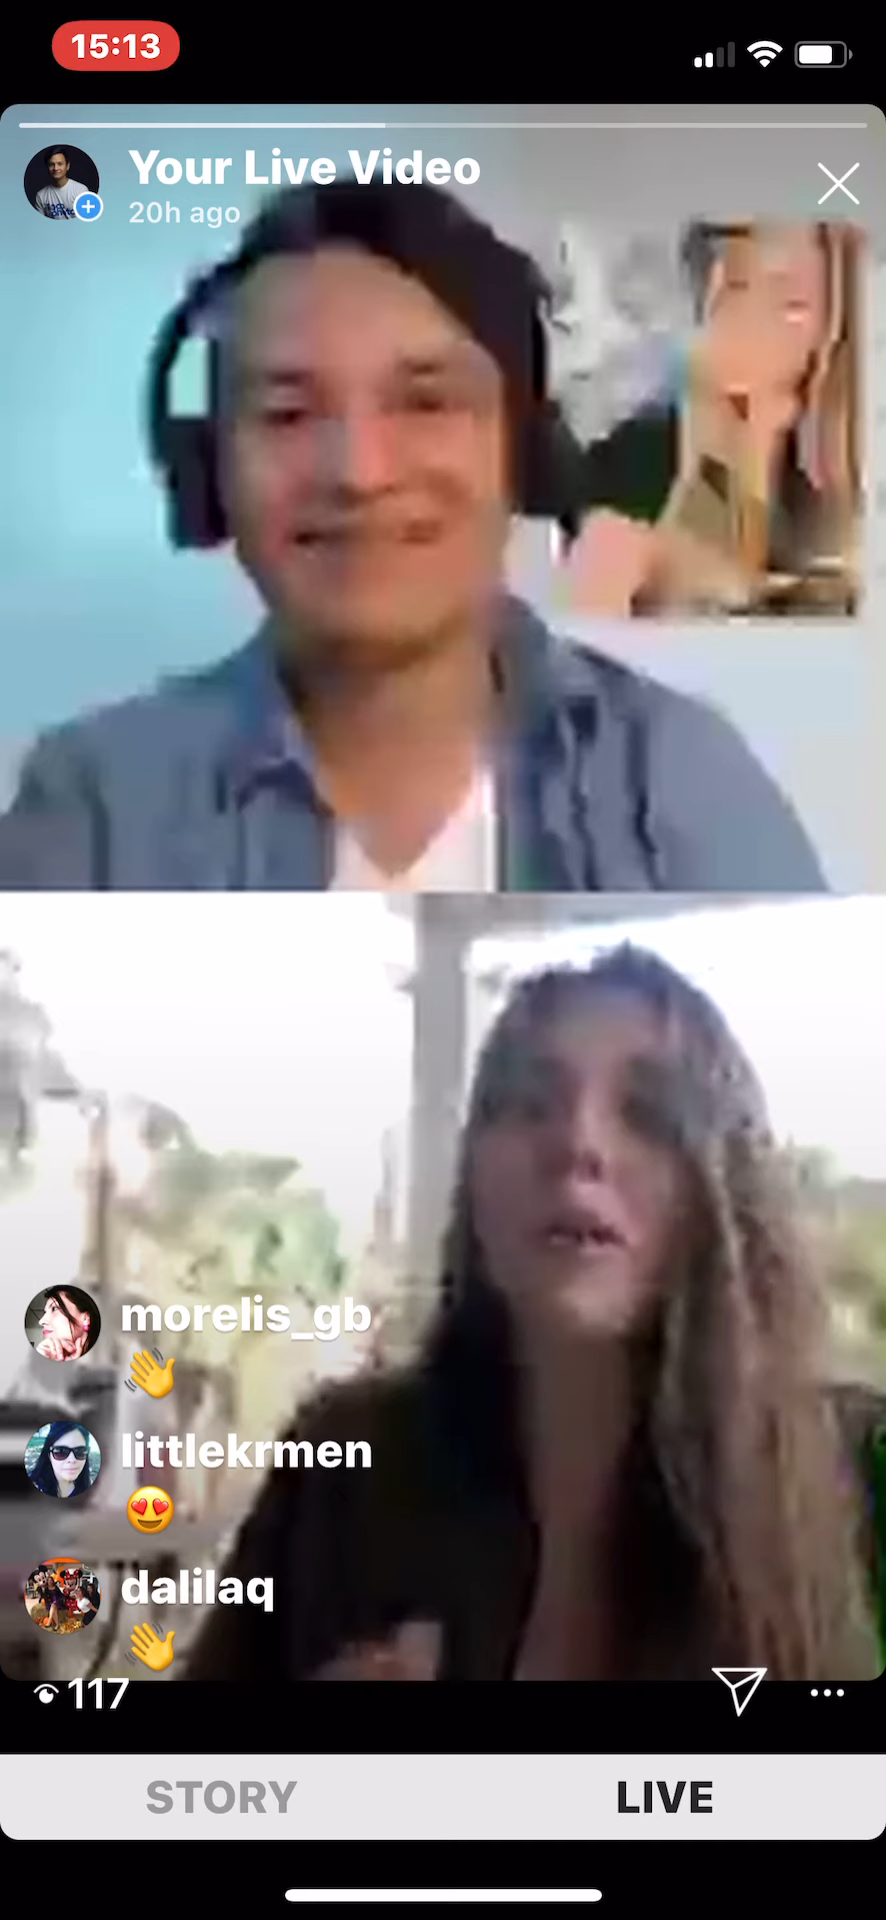 15:13
Your Live Video
20h ago
morelis_gb
👋
littlekrmen
😍
dalilaq
👋
117
STORY
LIVE